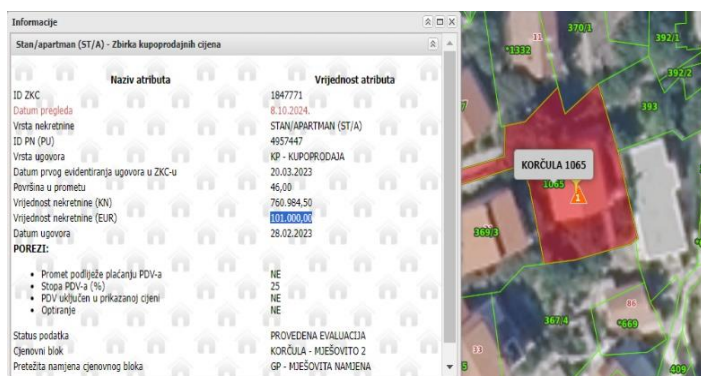 Informacije
Stan/apartman (ST/A) - Zbirka kupoprodajnih cijena
Naziv atributa Vrijednost atributa
ID ZKC 1847771
Datum pregleda 8.10.2024.
Vrsta nekretnine STAN/APARTMAN (ST/A)
ID PN (PU) 4957447
Vrsta ugovora KP - KUPOPRODAJA
Datum prvog evidentiranja ugovora u ZKC-u 20.03.2023
Površina u prometu 46,00
Vrijednost nekretnine (KN) 760.984,50
Vrijednost nekretnine (EUR) 101.000,00
Datum ugovora 28.02.2023
POREZI:
• Promet podliježe plaćanju PDV-a NE
• Stopa PDV-a (%) 25
• PDV uključen u prikazanoj cijeni NE
• Optiranje NE
Status podatka PROVEDENA EVALUACIJA
Cjenovni blok KORČULA - MJEŠOVITO 2
Pretežita namjena cjenovnog bloka GP - MJEŠOVITA NAMJENA
370/1
11
*1332
392/1
392/2
393
KORČULA 1065
1065
1
369/3
86
367/4
*669
33
409/